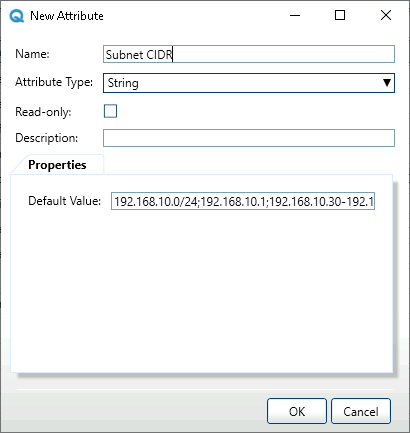 New Attribute
Name: Subnet CIDR
Attribute Type: String
Read-only:
Description:
Properties
Default Value: 192.168.10.0/24;192.168.10.1;192.168.10.30-192.1
OK Cancel